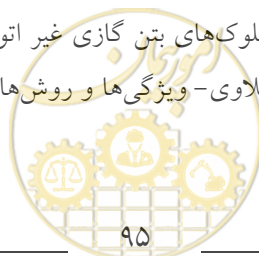 لوک‌های بتن گازی غیر اتو
لاوی- ویژگی‌ها و روش‌ها
۹۵